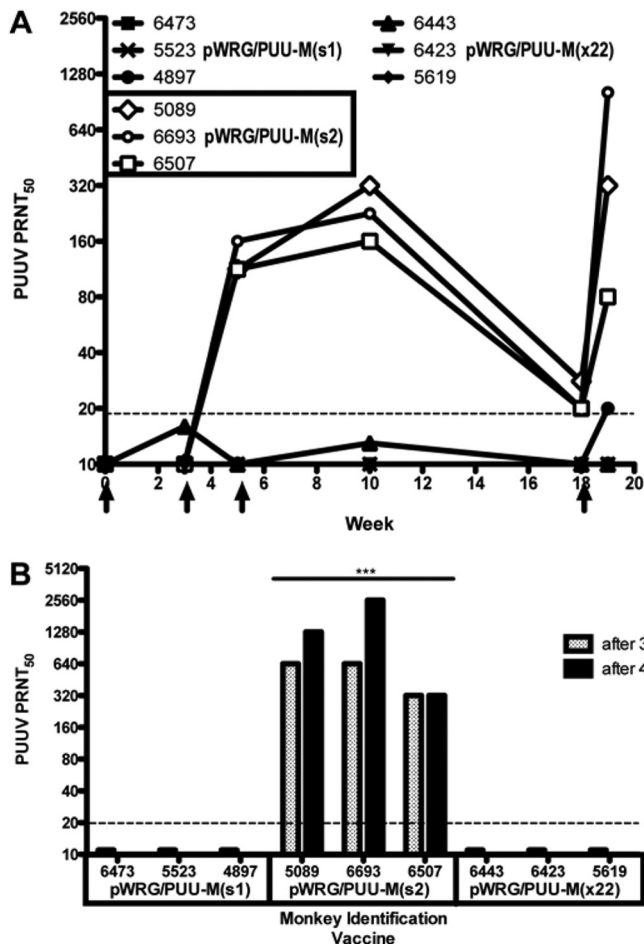 A
2560
1280
640
320
160
80
40
20
10
PUUV PRNT50
6473
5523 pWRG/PUU-M(s1)
4897
6443
6423 pWRG/PUU-M(x22)
5619
5089
6693 pWRG/PUU-M(s2)
6507
0 2 4 6 8 10 12 14 16 18 20
Week
B
5120
2560
1280
640
320
160
80
40
20
10
PUUV PRNT50
***
after 3
after 4
6473 5523 4897 5089 6693 6507 6443 6423 5619
pWRG/PUU-M(s1) pWRG/PUU-M(s2) pWRG/PUU-M(x22)
Monkey Identification
Vaccine